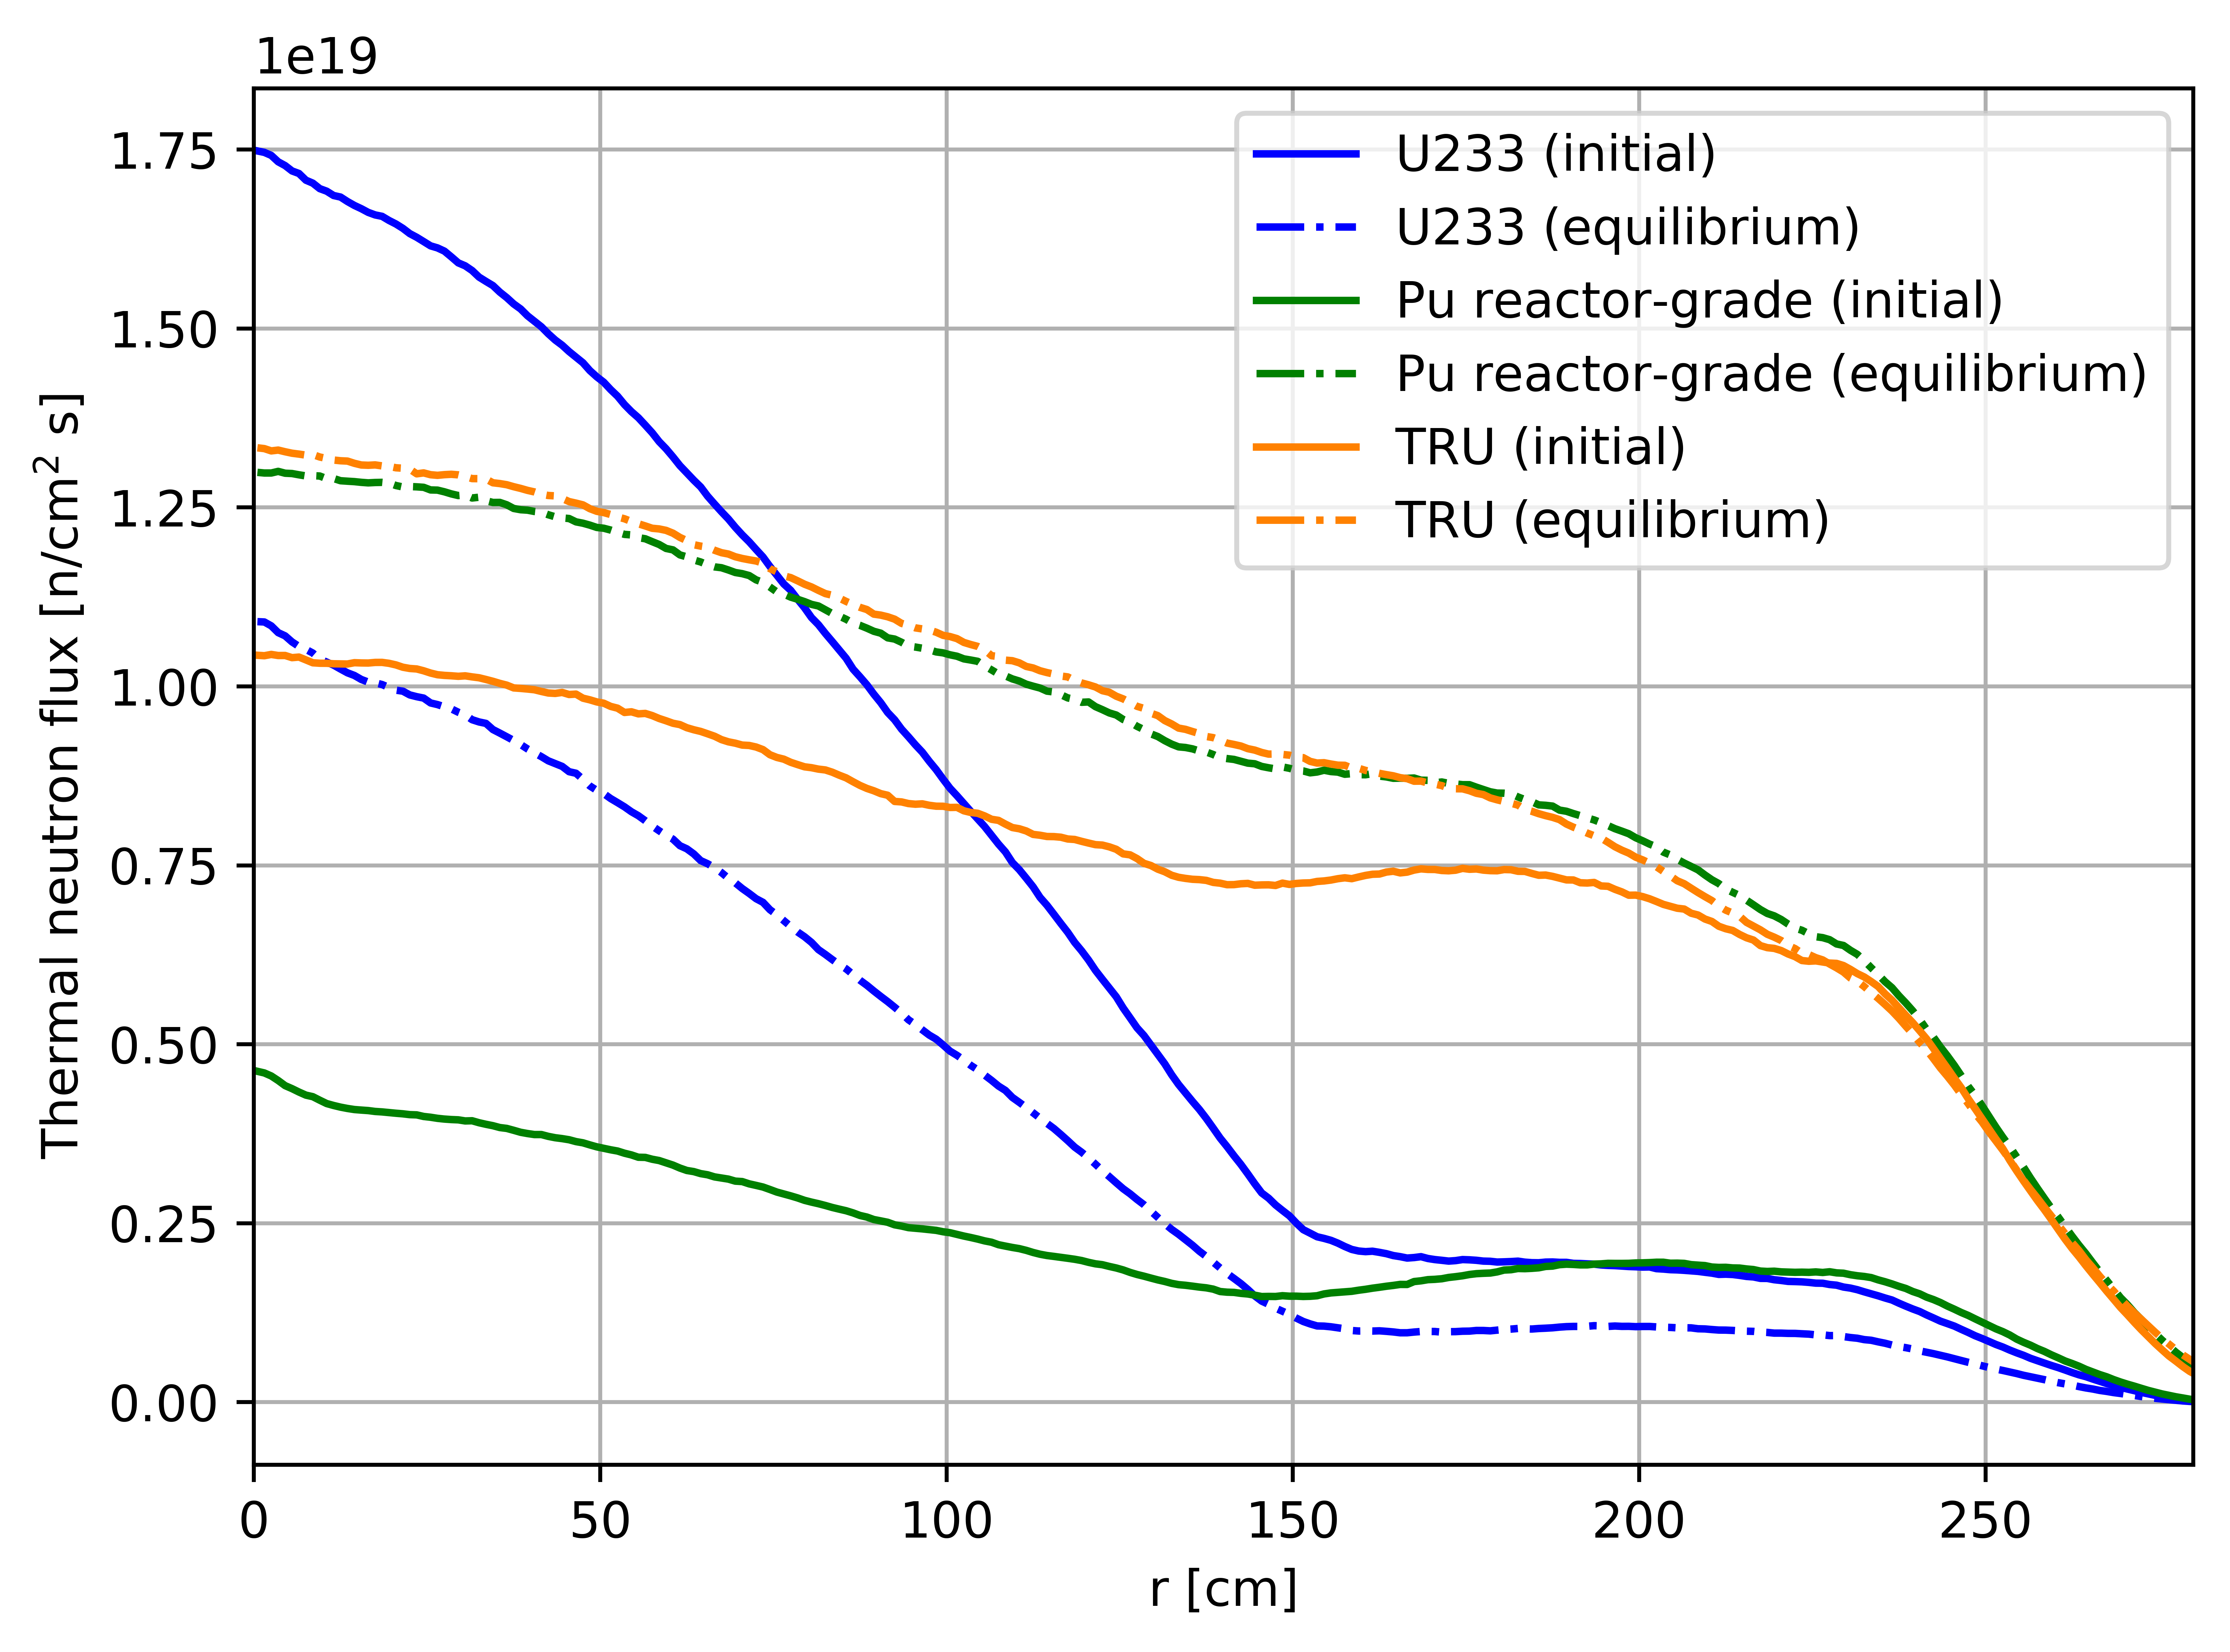 1e19
Thermal neutron flux [n/cm² s]
1.75
1.50
1.25
1.00
0.75
0.50
0.25
0.00
U233 (initial)
U233 (equilibrium)
Pu reactor-grade (initial)
Pu reactor-grade (equilibrium)
TRU (initial)
TRU (equilibrium)
0 50 100 150 200 250
r [cm]